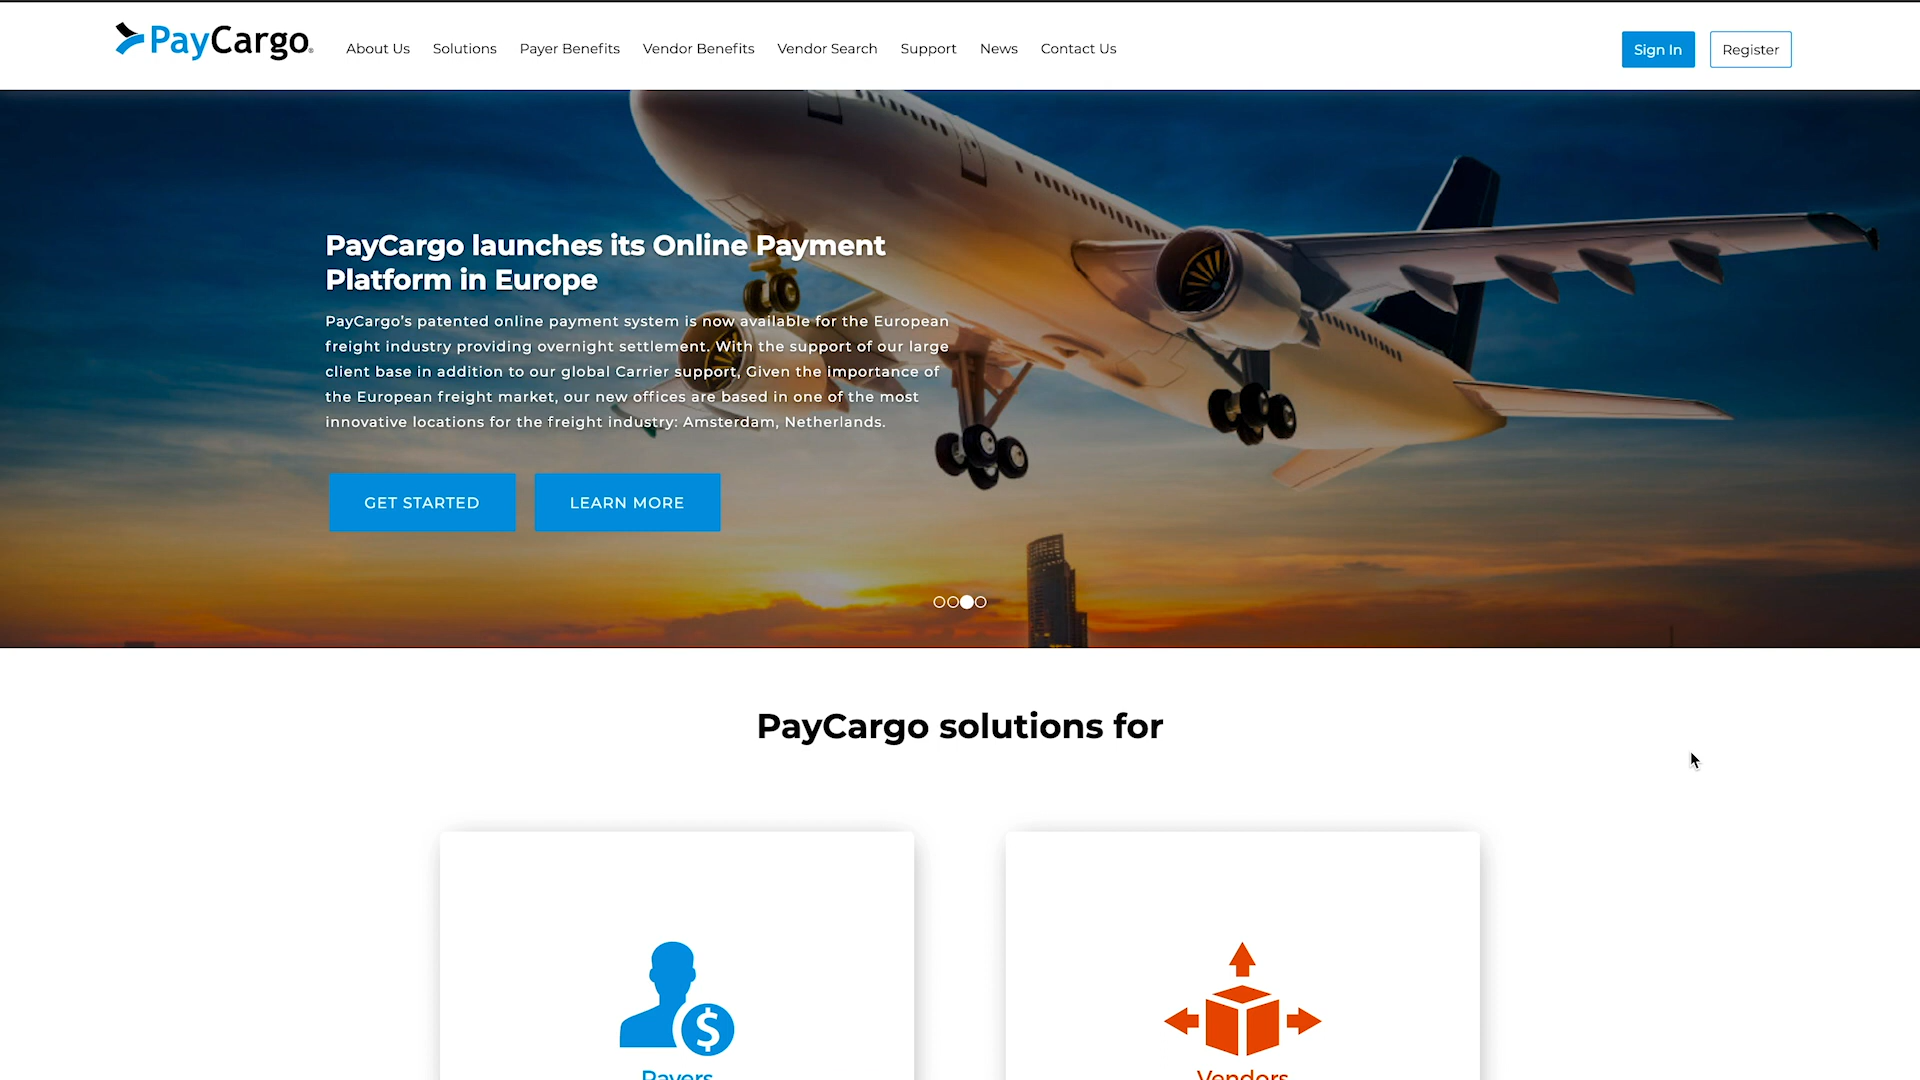 PayCargo
About Us Solutions Payer Benefits Vendor Benefits Vendor Search Support News Contact Us
Sign In Register
PayCargo launches its Online Payment
Platform in Europe
PayCargo’s patented online payment system is now available for the European
freight industry providing overnight settlement. With the support of our large
client base in addition to our global Carrier support, Given the importance of
the European freight market, our new offices are based in one of the most
innovative locations for the freight industry: Amsterdam, Netherlands.
GET STARTED LEARN MORE
PayCargo solutions for
Payers Vendors